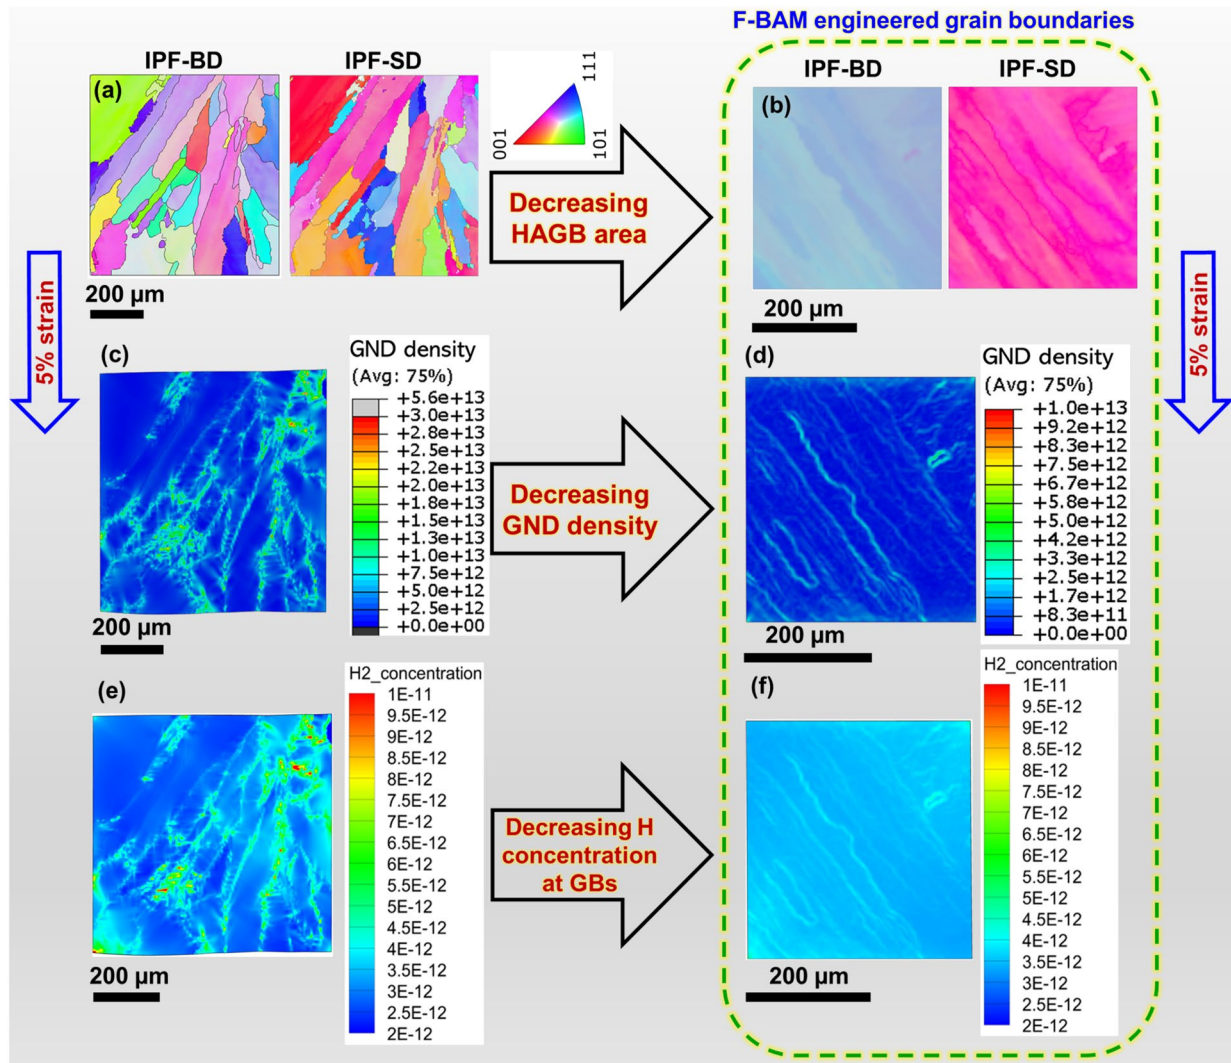 F-BAM engineered grain boundaries
IPF-BD
IPF-SD
(a)
111
001
101
Decreasing
HAGB area
IPF-BD
IPF-SD
(b)
200 µm
200 µm
5% strain
5% strain
(c)
GND density
(Avg: 75%)
+5.6e+13
+3.0e+13
+2.8e+13
+2.5e+13
+2.2e+13
+2.0e+13
+1.8e+13
+1.5e+13
+1.3e+13
+1.0e+13
+7.5e+12
+5.0e+12
+2.5e+12
+0.0e+00
200 µm
Decreasing
GND density
(d)
GND density
(Avg: 75%)
+1.0e+13
+9.2e+12
+8.3e+12
+7.5e+12
+6.7e+12
+5.8e+12
+5.0e+12
+4.2e+12
+3.3e+12
+2.5e+12
+1.7e+12
+8.3e+11
+0.0e+00
200 µm
(e)
H2_concentration
1E-11
9.5E-12
9E-12
8.5E-12
8E-12
7.5E-12
7E-12
6.5E-12
6E-12
5.5E-12
5E-12
4.5E-12
4E-12
3.5E-12
3E-12
2.5E-12
2E-12
200 µm
Decreasing H
concentration
at GBs
(f)
H2_concentration
1E-11
9.5E-12
9E-12
8.5E-12
8E-12
7.5E-12
7E-12
6.5E-12
6E-12
5.5E-12
5E-12
4.5E-12
4E-12
3.5E-12
3E-12
2.5E-12
2E-12
200 µm